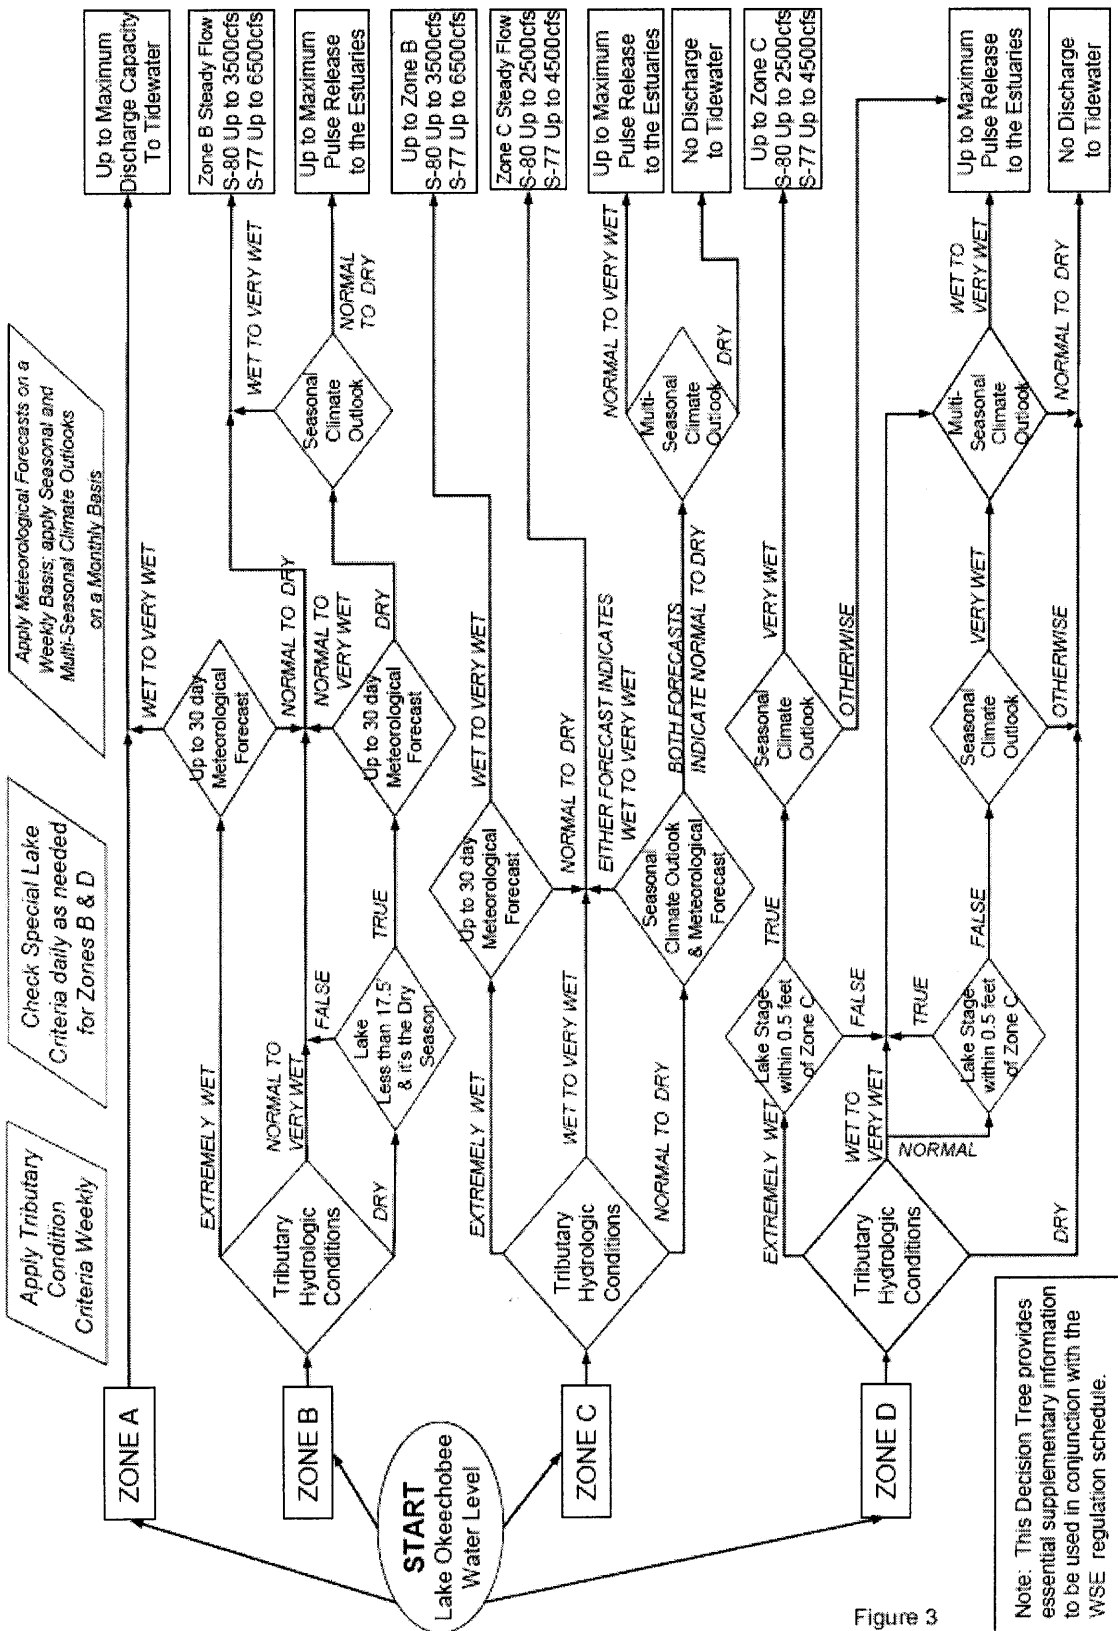 Apply Tributary
Condition
Criteria Weekly
Check Special Lake
Criteria daily as needed
for Zones B & D
Apply Meteorological Forecasts on a
Weekly Basis; apply Seasonal and
Multi-Seasonal Climate Outlooks
on a Monthly Basis
START
Lake Okeechobee
Water Level
ZONE A
WET TO VERY WET
Up to Maximum
Discharge Capacity
To Tidewater
ZONE B
Tributary
Hydrologic
Conditions
EXTREMELY WET
Up to 30 day
Meteorological
Forecast
NORMAL TO DRY
NORMAL TO
VERY WET
DRY
Lake
Less than 17.5'
& it's the Dry
Season
FALSE
TRUE
Up to 30 day
Meteorological
Forecast
NORMAL TO
VERY WET
DRY
Seasonal
Climate
Outlook
WET TO VERY WET
NORMAL
TO DRY
Zone B Steady Flow
S-80 Up to 3500cfs
S-77 Up to 6500cfs
Up to Maximum
Pulse Release
to the Estuaries
ZONE C
Tributary
Hydrologic
Conditions
EXTREMELY WET
Up to 30 day
Meteorological
Forecast
WET TO VERY WET
NORMAL TO DRY
WET TO VERY WET
NORMAL TO DRY
Seasonal
Climate Outlook
& Meteorological
Forecast
EITHER FORECAST INDICATES
WET TO VERY WET
BOTH FORECASTS
INDICATE NORMAL TO DRY
Multi-
Seasonal
Climate
Outlook
NORMAL TO VERY WET
DRY
Up to Zone B
S-80 Up to 3500cfs
S-77 Up to 6500cfs
Zone C Steady Flow
S-80 Up to 2500cfs
S-77 Up to 4500cfs
Up to Maximum
Pulse Release
to the Estuaries
No Discharge
to Tidewater
ZONE D
Tributary
Hydrologic
Conditions
EXTREMELY WET
Lake Stage
within 0.5 feet
of Zone C
TRUE
FALSE
Seasonal
Climate
Outlook
VERY WET
OTHERWISE
WET TO
VERY WET
NORMAL
Lake Stage
within 0.5 feet
of Zone C
TRUE
FALSE
Seasonal
Climate
Outlook
VERY WET
OTHERWISE
Multi-
Seasonal
Climate
Outlook
WET TO
VERY WET
NORMAL TO DRY
DRY
Up to Zone C
S-80 Up to 2500cfs
S-77 Up to 4500cfs
Up to Maximum
Pulse Release
to the Estuaries
No Discharge
to Tidewater
Note: This Decision Tree provides
essential supplementary information
to be used in conjunction with the
WSE regulation schedule.
Figure 3